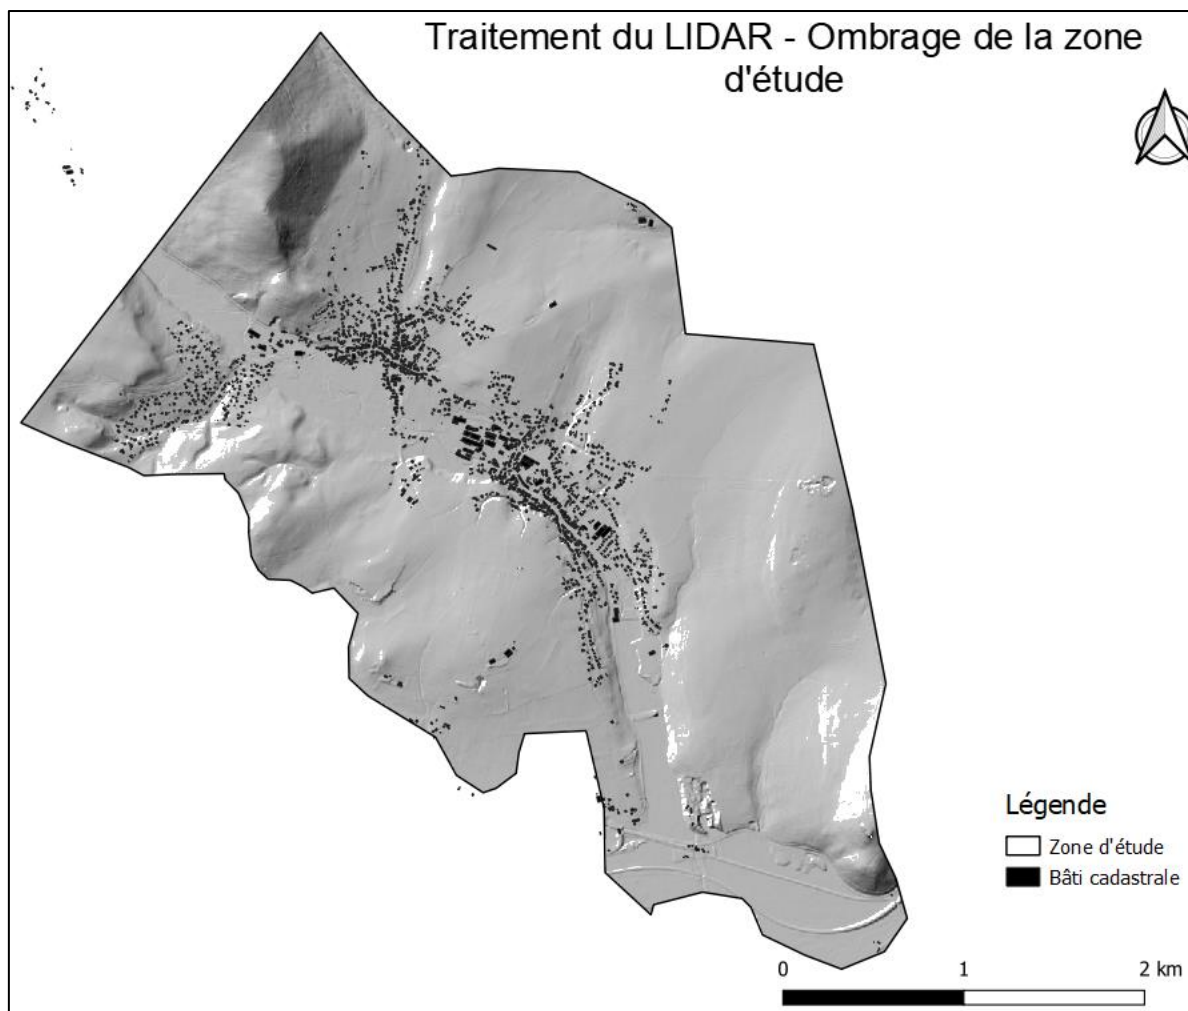 Traitement du LIDAR - Ombrage de la zone
d'étude
Légende
Zone d'étude
Bâti cadastrale
0 1 2 km